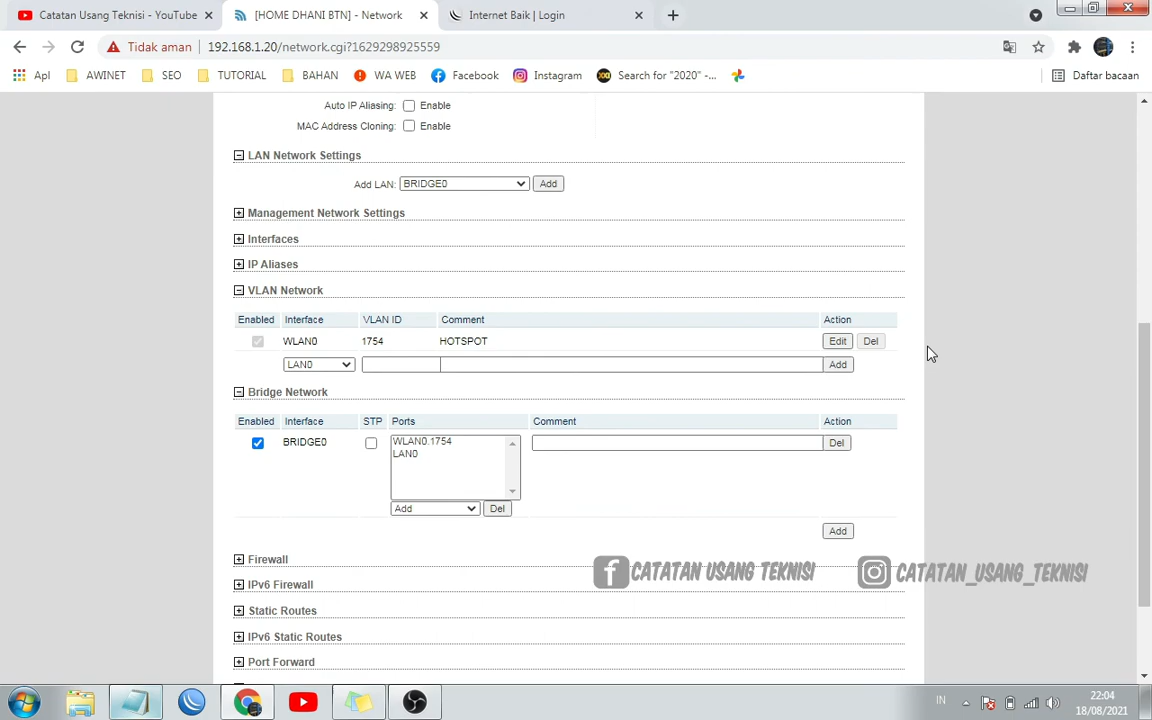 Catatan Usang Teknisi - YouTube
[HOME DHANI BTN] - Network
Internet Baik | Login
Tidak aman
192.168.1.20/network.cgi?1629298925559
Apl
AWINET
SEO
TUTORIAL
BAHAN
WA WEB
Facebook
Instagram
Search for "2020" -...
Daftar bacaan
Auto IP Aliasing: Enable
MAC Address Cloning: Enable
LAN Network Settings
Add LAN: BRIDGE0 Add
Management Network Settings
Interfaces
IP Aliases
VLAN Network
Enabled Interface VLAN ID Comment Action
WLAN0 1754 HOTSPOT Edit Del
LAN0 Add
Bridge Network
Enabled Interface STP Ports Comment Action
BRIDGE0 WLAN0.1754 Del
LAN0
Add Del
Add
Firewall
CATATAN USANG TEKNISI
CATATAN_USANG_TEKNISI
IPv6 Firewall
Static Routes
IPv6 Static Routes
Port Forward
IN
22:04
18/08/2021